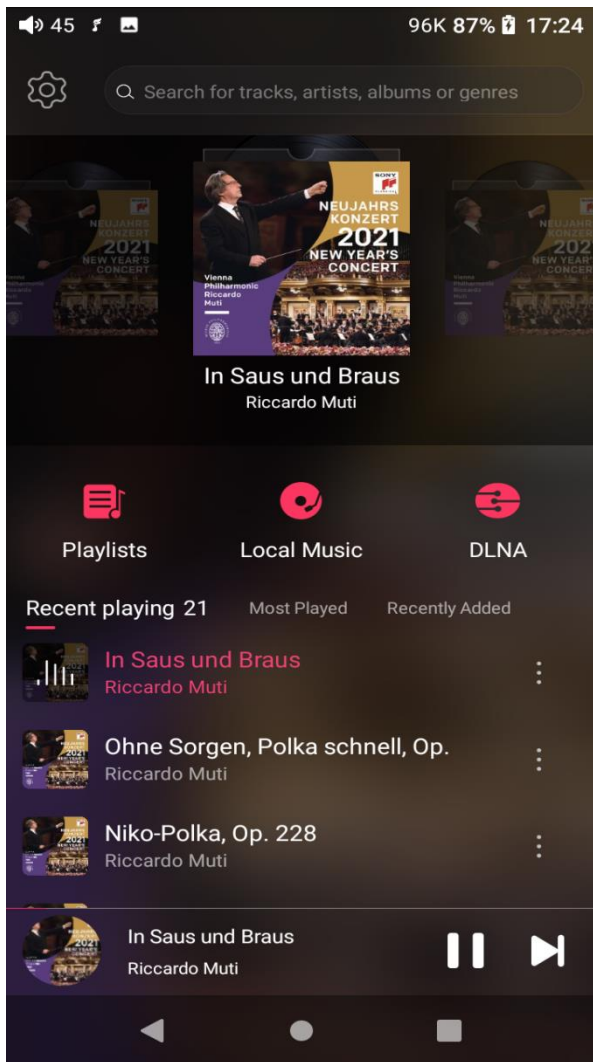 45
96K 87% 17:24
Search for tracks, artists, albums or genres
SONY
CLASSICAL
NEUJAHRS
KONZERT
2021
NEW YEAR'S
CONCERT
Vienna
Philharmonic
Riccardo
Muti
In Saus und Braus
Riccardo Muti
Playlists
Local Music
DLNA
Recent playing 21
Most Played
Recently Added
In Saus und Braus
Riccardo Muti
Ohne Sorgen, Polka schnell, Op.
Riccardo Muti
Niko-Polka, Op. 228
Riccardo Muti
In Saus und Braus
Riccardo Muti